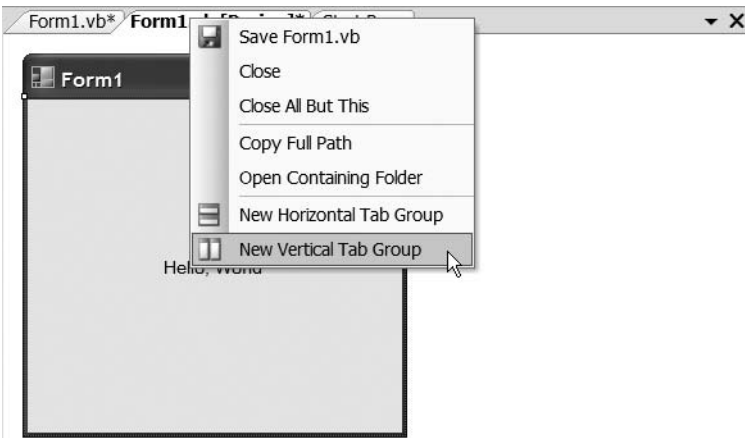 Form1.vb* Form1
Save Form1.vb
Form1
Close
Close All But This
Copy Full Path
Open Containing Folder
New Horizontal Tab Group
New Vertical Tab Group
Hello, World